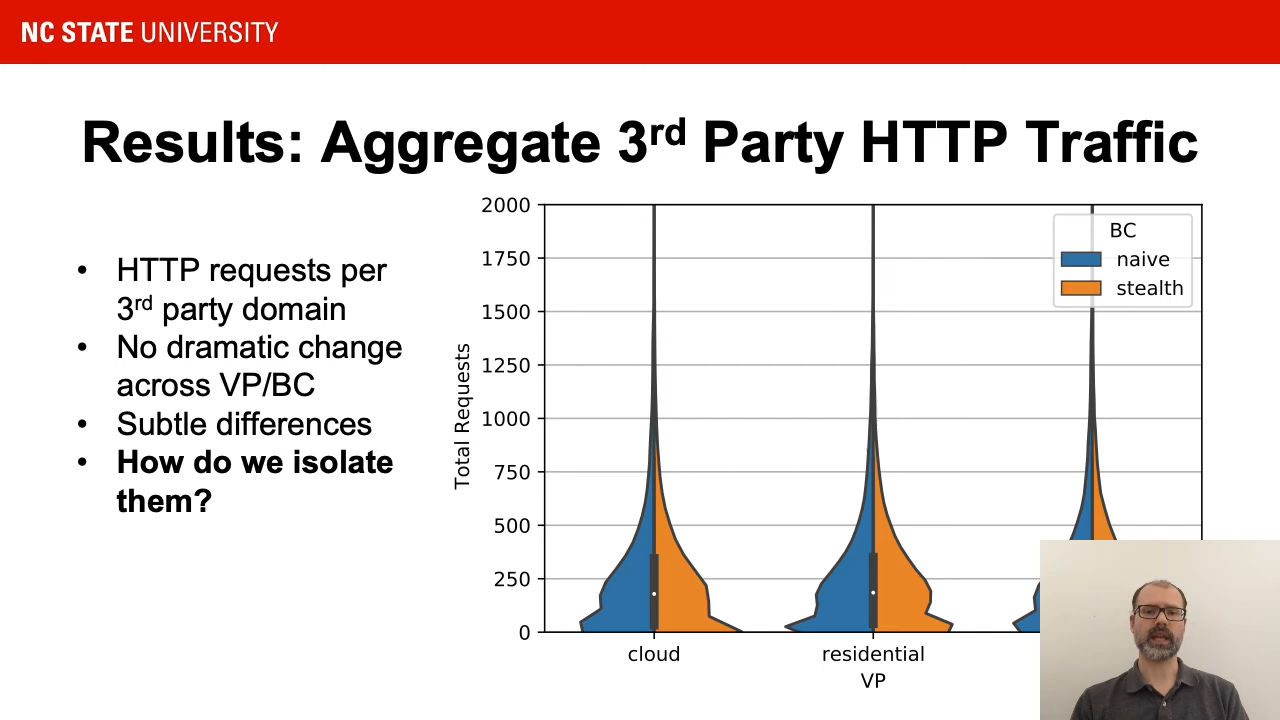 NC STATE UNIVERSITY
Results: Aggregate 3rd Party HTTP Traffic
• HTTP requests per
3rd party domain
• No dramatic change
across VP/BC
• Subtle differences
• How do we isolate
them?
2000
1750
1500
1250
1000
750
500
250
0
Total Requests
BC
naive
stealth
cloud
residential
VP